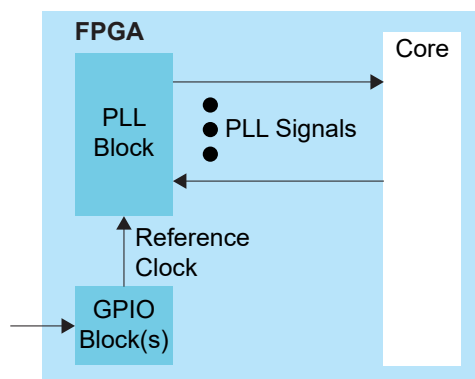 FPGA
Core
PLL
Block
PLL Signals
Reference
Clock
GPIO
Block(s)